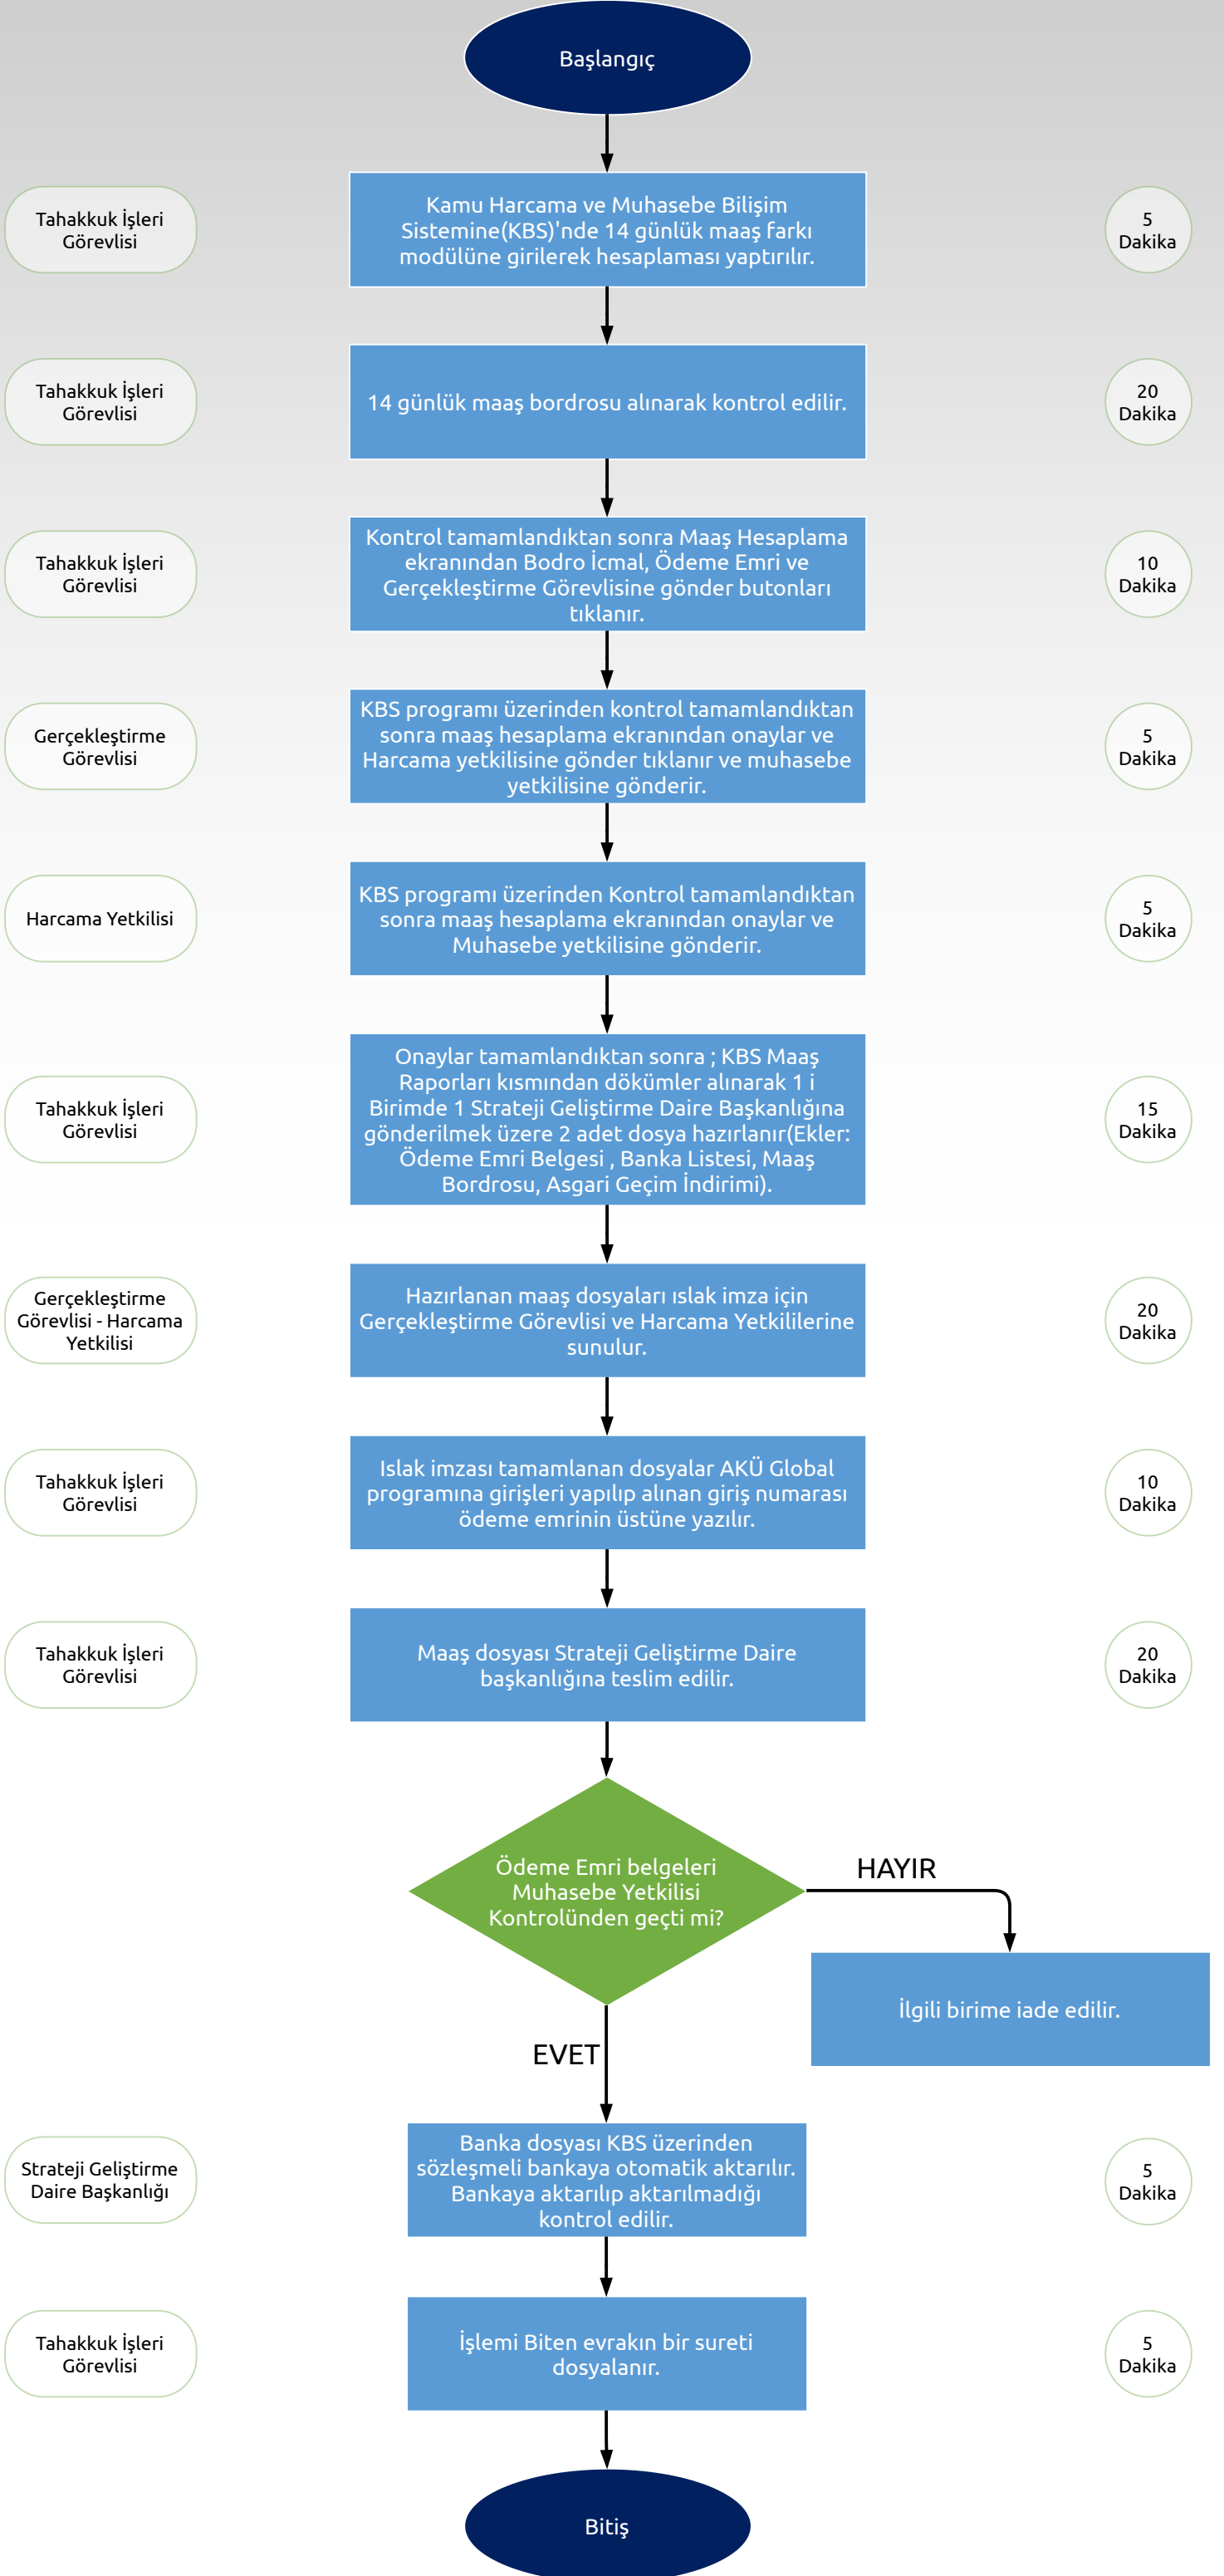 Başlangıç
Tahakkuk İşleri
Görevlisi
Kamu Harcama ve Muhasebe Bilişim
Sistemine(KBS)'nde 14 günlük maaş farkı
modülüne girilerek hesaplaması yaptırılır.
5
Dakika
Tahakkuk İşleri
Görevlisi
14 günlük maaş bordrosu alınarak kontrol edilir.
20
Dakika
Tahakkuk İşleri
Görevlisi
Kontrol tamamlandıktan sonra Maaş Hesaplama
ekranından Bodro İcmal, Ödeme Emri ve
Gerçekleştirme Görevlisine gönder butonları
tıklanır.
10
Dakika
Gerçekleştirme
Görevlisi
KBS programı üzerinden kontrol tamamlandıktan
sonra maaş hesaplama ekranından onaylar ve
Harcama yetkilisine gönder tıklanır ve muhasebe
yetkilisine gönderir.
5
Dakika
Harcama Yetkilisi
KBS programı üzerinden Kontrol tamamlandıktan
sonra maaş hesaplama ekranından onaylar ve
Muhasebe yetkilisine gönderir.
5
Dakika
Tahakkuk İşleri
Görevlisi
Onaylar tamamlandıktan sonra ; KBS Maaş
Raporları kısmından dökümler alınarak 1 i
Birimde 1 Strateji Geliştirme Daire Başkanlığına
gönderilmek üzere 2 adet dosya hazırlanır(Ekler:
Ödeme Emri Belgesi , Banka Listesi, Maaş
Bordrosu, Asgari Geçim İndirimi).
15
Dakika
Gerçekleştirme
Görevlisi - Harcama
Yetkilisi
Hazırlanan maaş dosyaları ıslak imza için
Gerçekleştirme Görevlisi ve Harcama Yetkililerine
sunulur.
20
Dakika
Tahakkuk İşleri
Görevlisi
Islak imzası tamamlanan dosyalar AKÜ Global
programına girişleri yapılıp alınan giriş numarası
ödeme emrinin üstüne yazılır.
10
Dakika
Tahakkuk İşleri
Görevlisi
Maaş dosyası Strateji Geliştirme Daire
başkanlığına teslim edilir.
20
Dakika
Ödeme Emri belgeleri
Muhasebe Yetkilisi
Kontrolünden geçti mi?
HAYIR
İlgili birime iade edilir.
EVET
Strateji Geliştirme
Daire Başkanlığı
Banka dosyası KBS üzerinden
sözleşmeli bankaya otomatik aktarılır.
Bankaya aktarılıp aktarılmadığı
kontrol edilir.
5
Dakika
Tahakkuk İşleri
Görevlisi
İşlemi Biten evrakın bir sureti
dosyalanır.
5
Dakika
Bitiş